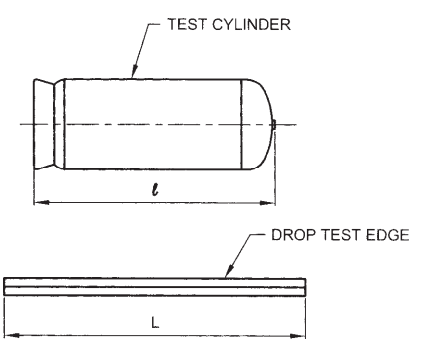 TEST CYLINDER
ℓ
DROP TEST EDGE
L